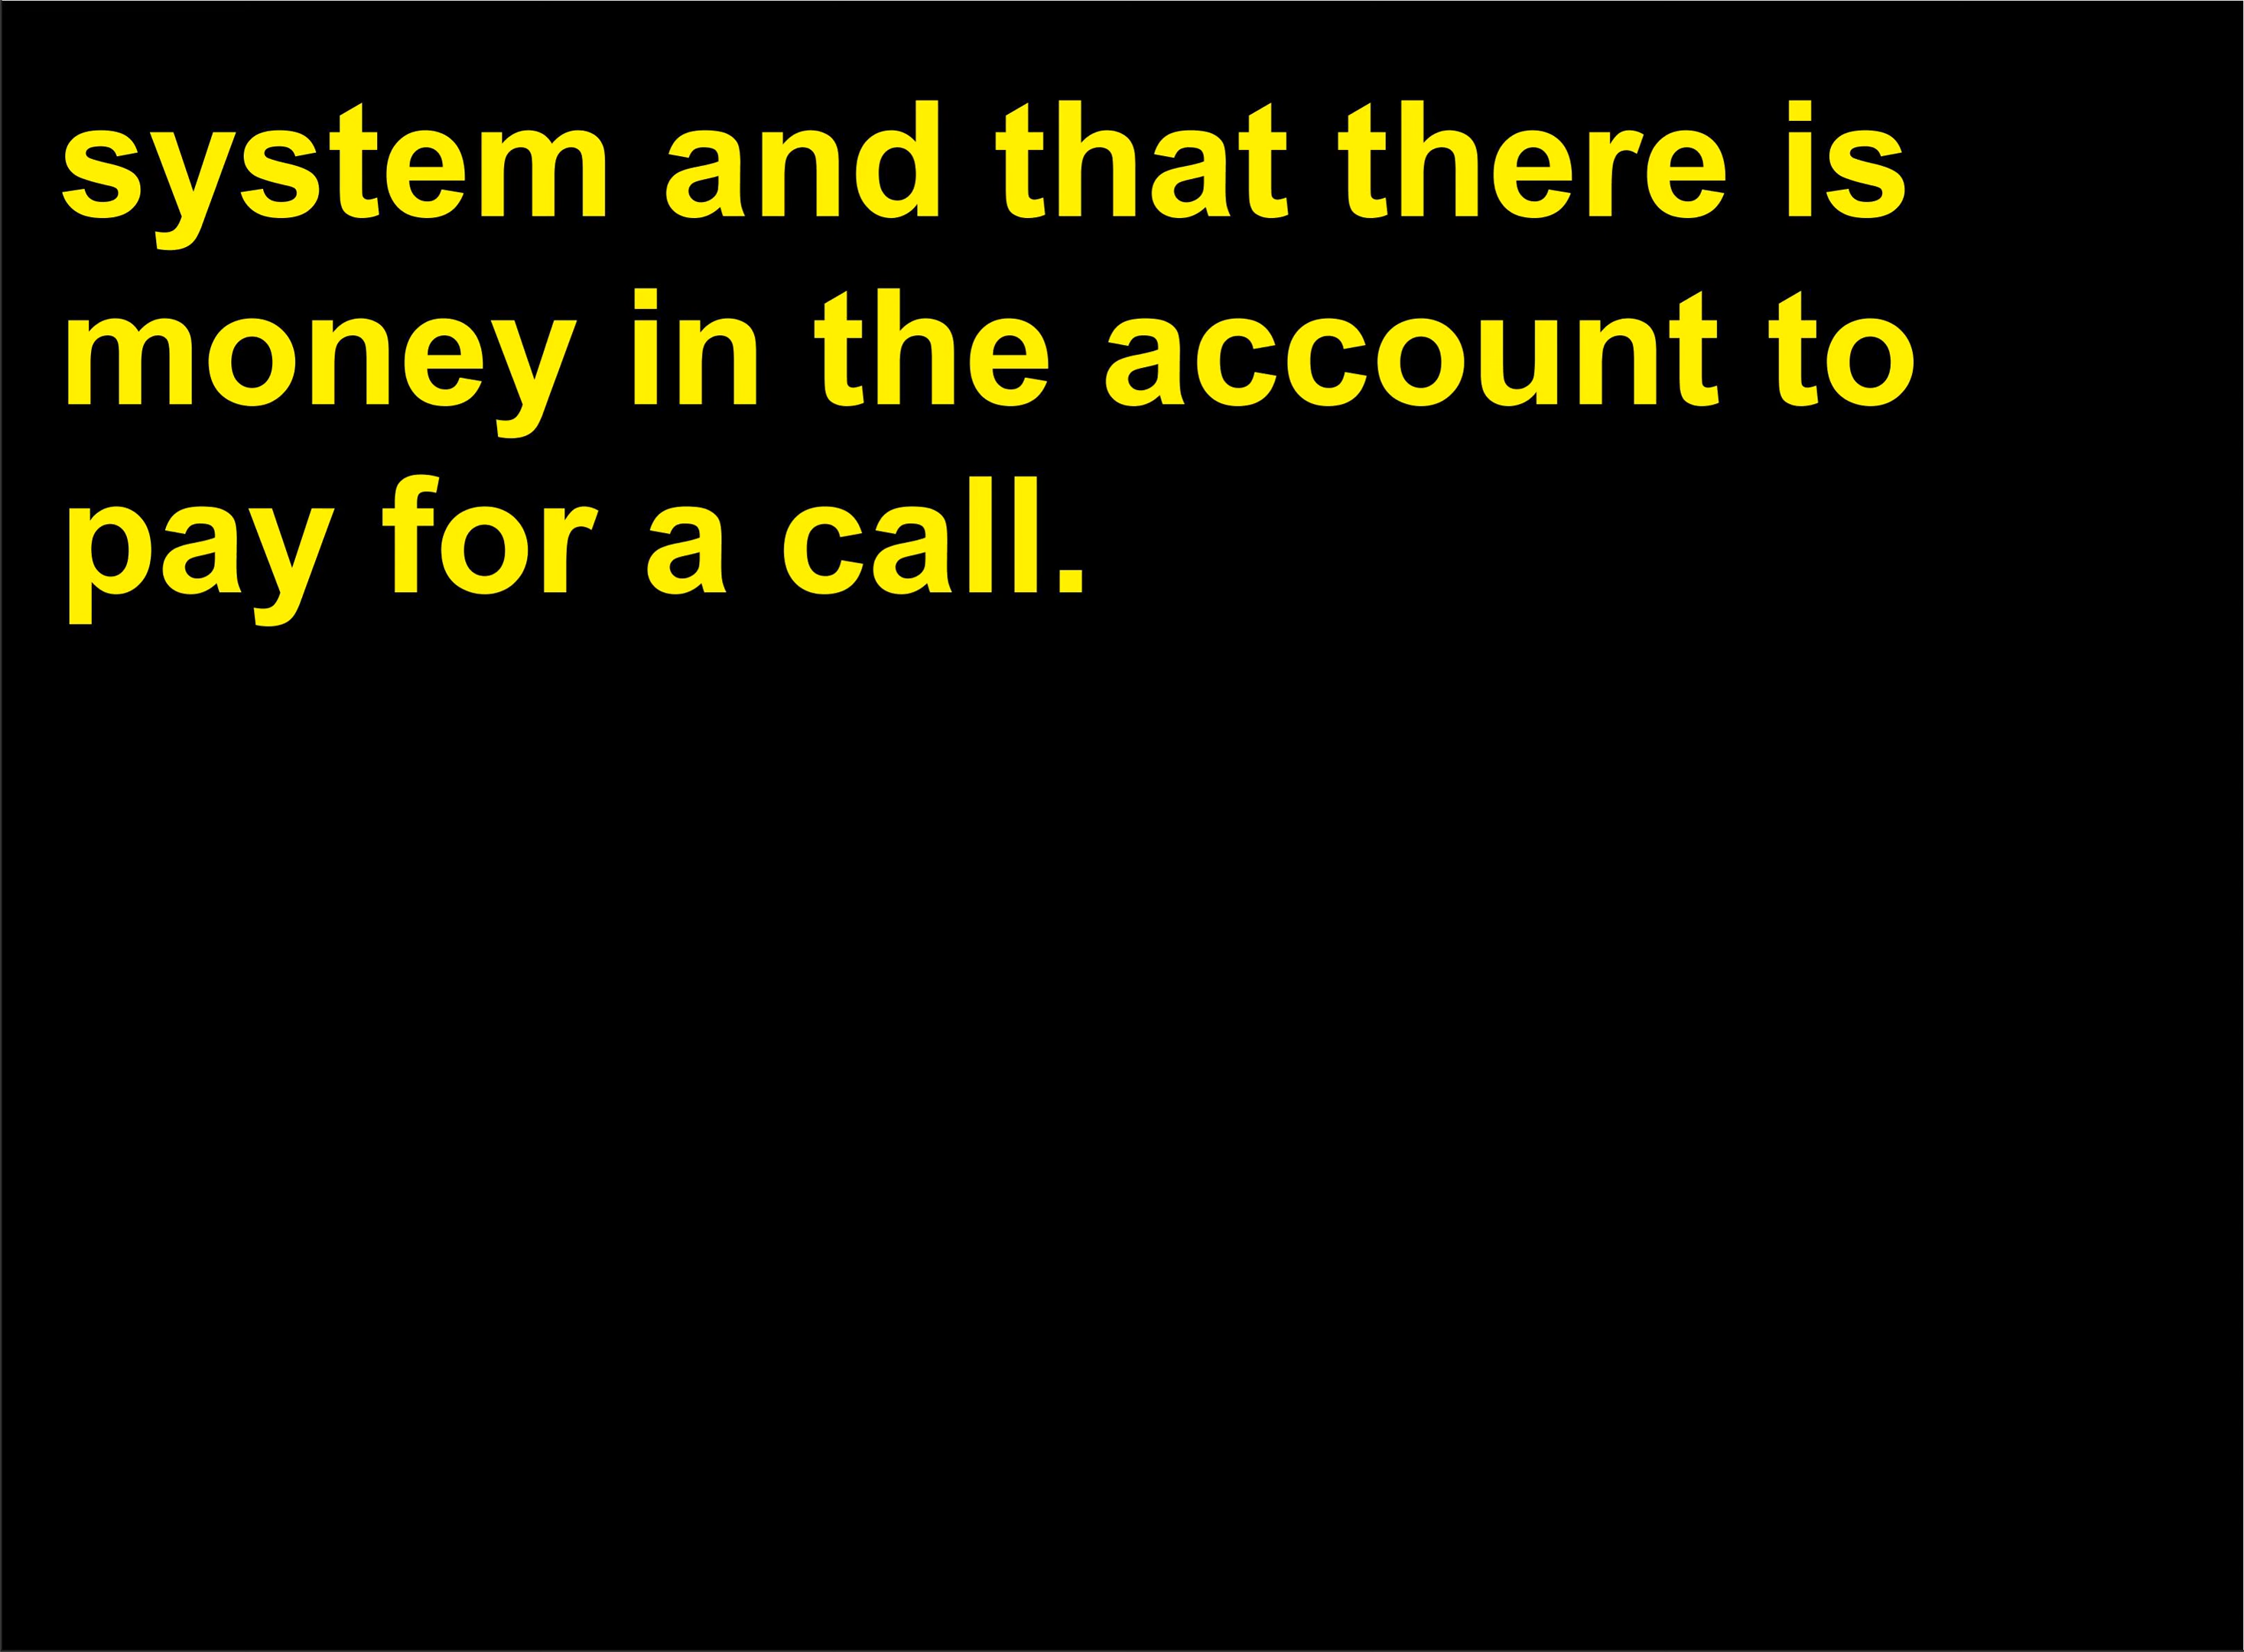 system and that there is
money in the account to
pay for a call.